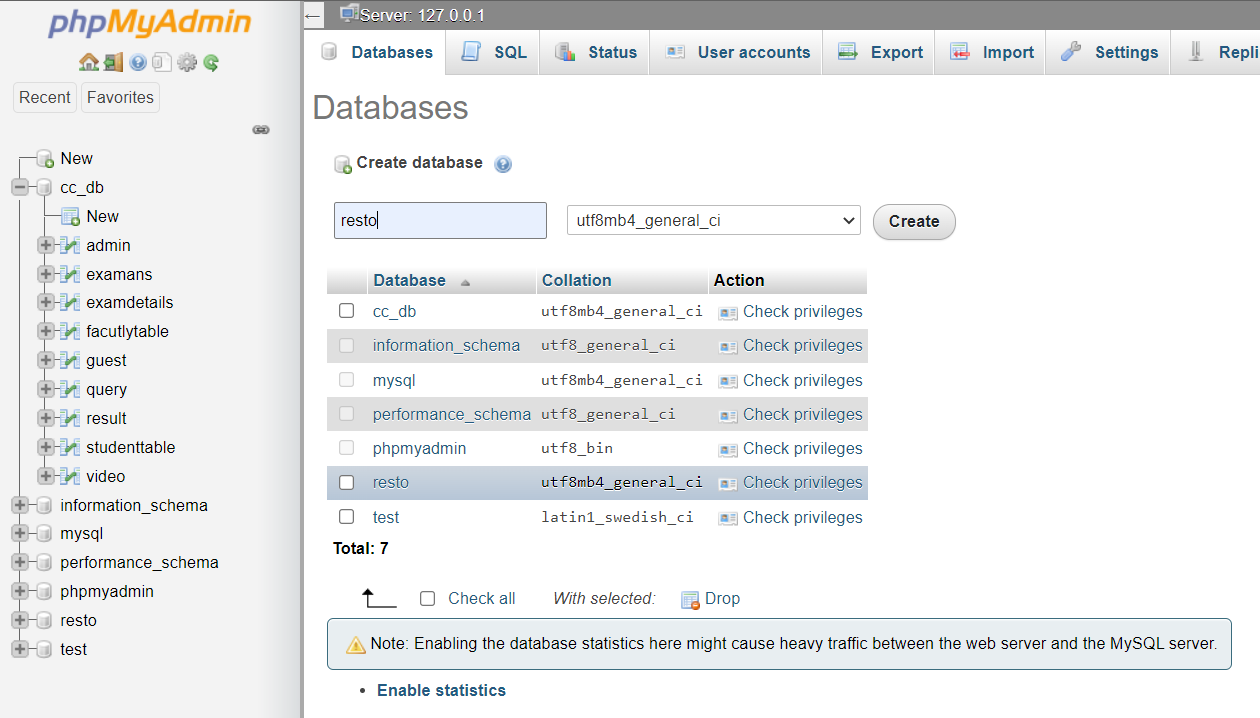 phpMyAdmin
Recent Favorites
New
cc_db
New
admin
examans
examdetails
facutlytable
guest
query
result
studenttable
video
information_schema
mysql
performance_schema
phpmyadmin
resto
test
Server: 127.0.0.1
Databases SQL Status User accounts Export Import Settings Repli
Databases
Create database
resto utf8mb4_general_ci Create
Database Collation Action
cc_db utf8mb4_general_ci Check privileges
information_schema utf8_general_ci Check privileges
mysql utf8mb4_general_ci Check privileges
performance_schema utf8_general_ci Check privileges
phpmyadmin utf8_bin Check privileges
resto utf8mb4_general_ci Check privileges
test latin1_swedish_ci Check privileges
Total: 7
Check all With selected: Drop
Note: Enabling the database statistics here might cause heavy traffic between the web server and the MySQL server.
• Enable statistics